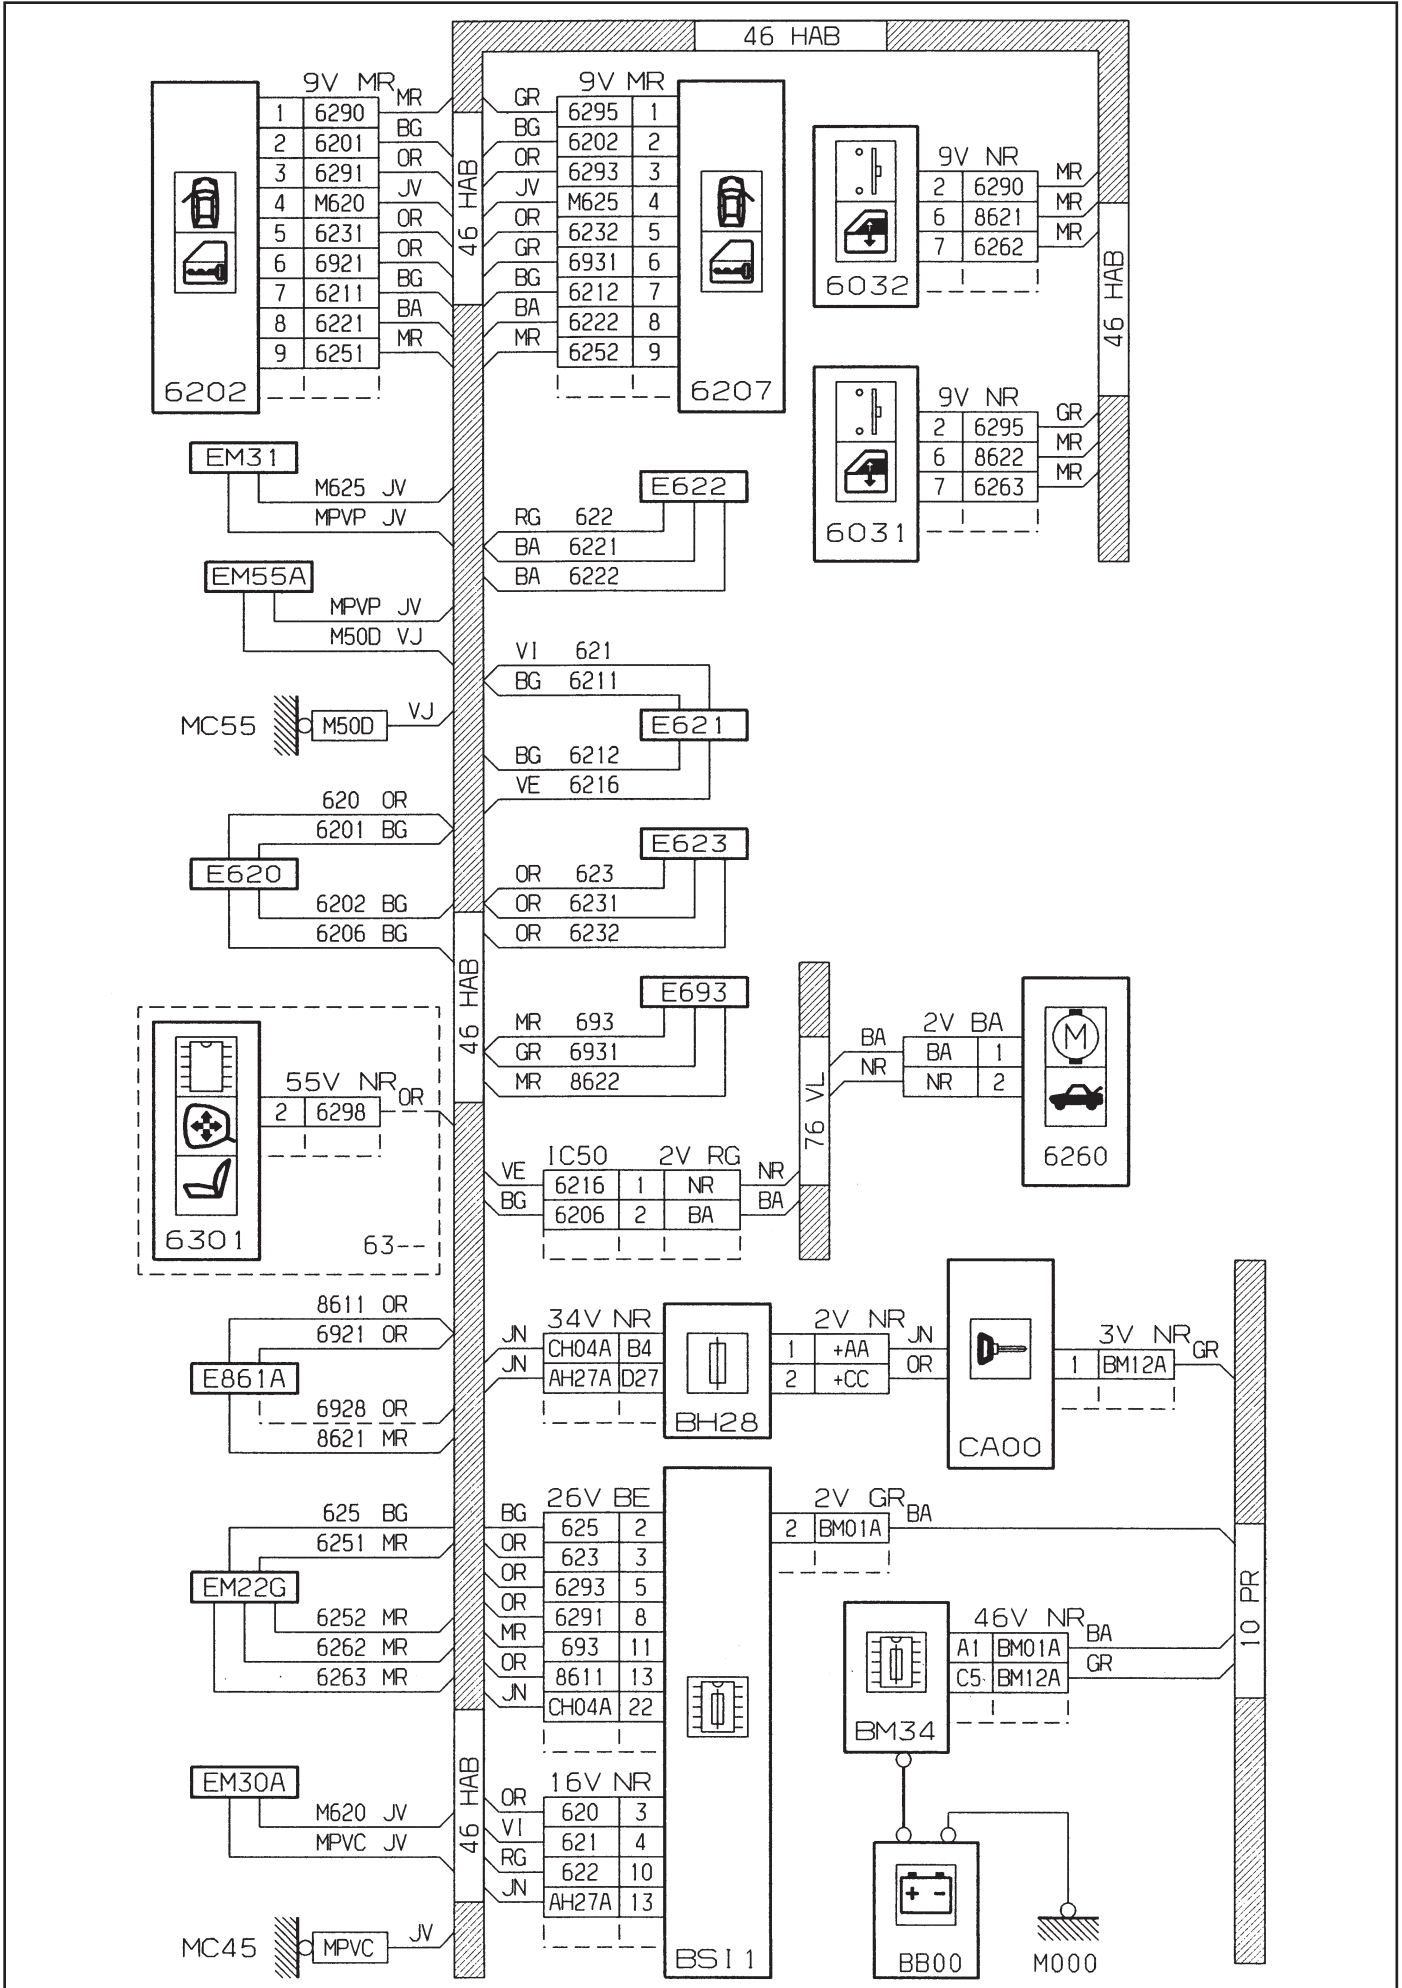 46 HAB
9V MR
1 6290 MR
2 6201 BG
3 6291 OR
4 M620 JV
5 6231 OR
6 6921 OR
7 6211 BG
8 6221 BA
9 6251 MR
6202
46 HAB
9V MR
GR 6295 1
BG 6202 2
OR 6293 3
JV M625 4
OR 6232 5
GR 6931 6
BG 6212 7
BA 6222 8
MR 6252 9
6207
9V NR
2 6290 MR
6 8621 MR
7 6262 MR
6032
46 HAB
9V NR
2 6295 GR
6 8622 MR
7 6263 MR
6031
EM31
M625 JV
MPVP JV
E622
RG 622
BA 6221
BA 6222
EM55A
MPVP JV
M50D VJ
VI 621
BG 6211
E621
BG 6212
VE 6216
MC55 M50D VJ
620 OR
6201 BG
E620
6202 BG
6206 BG
E623
OR 623
OR 6231
OR 6232
46 HAB
E693
MR 693
GR 6931
MR 8622
55V NR
2 6298 OR
6301
63--
76 VL
2V BA
BA BA 1
NR NR 2
6260
IC50 2V RG
VE 6216 1 NR NR
BG 6206 2 BA BA
8611 OR
6921 OR
E861A
6928 OR
8621 MR
34V NR
JN CH04A B4
JN AH27A D27
BH28
2V NR
1 +AA JN
2 +CC OR
CA00
3V NR
1 BM12A GR
625 BG
6251 MR
EM22G
6252 MR
6262 MR
6263 MR
26V BE
BG 625 2
OR 623 3
OR 6293 5
OR 6291 8
MR 693 11
OR 8611 13
JN CH04A 22
2V GR
2 BM01A BA
10 PR
46V NR
A1 BM01A BA
C5 BM12A GR
BM34
46 HAB
EM30A
M620 JV
MPVC JV
16V NR
OR 620 3
VI 621 4
RG 622 10
JN AH27A 13
BSI1
MC45 MPVC JV
+ -
BB00
M000
M